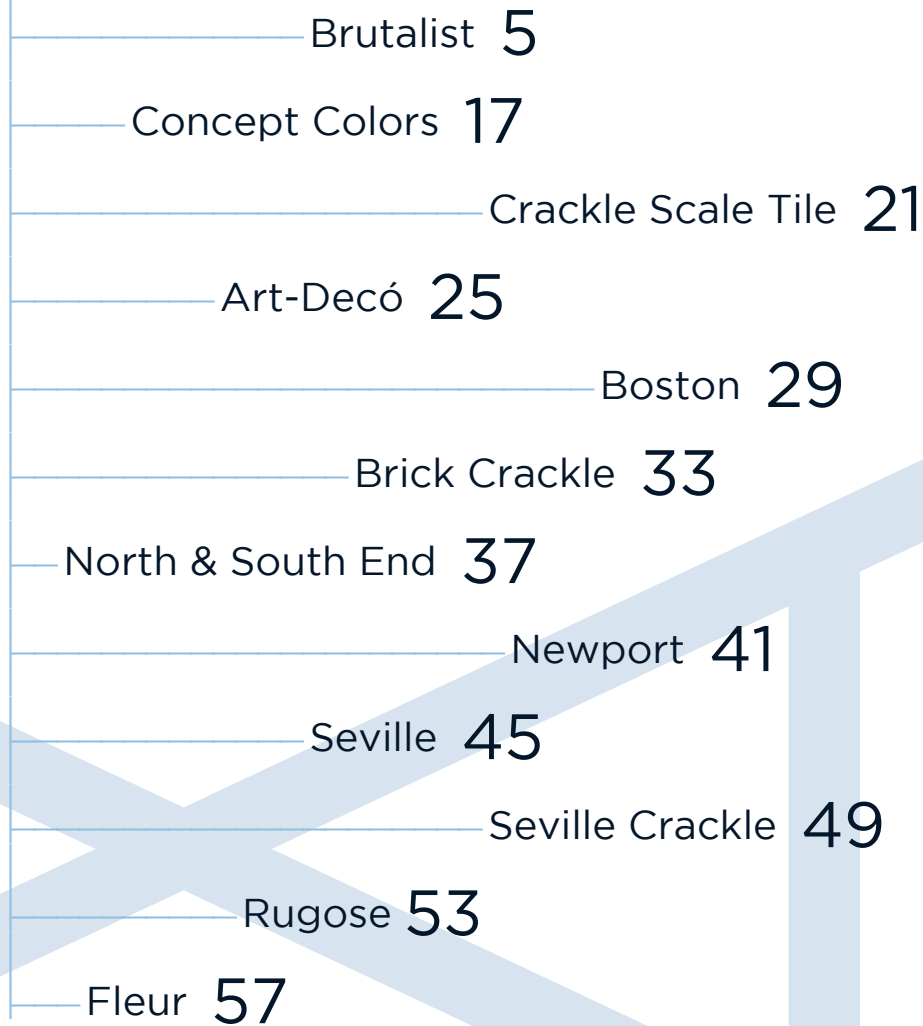 Brutalist 5
Concept Colors 17
Crackle Scale Tile 21
Art-Decó 25
Boston 29
Brick Crackle 33
North & South End 37
Newport 41
Seville 45
Seville Crackle 49
Rugose 53
Fleur 57